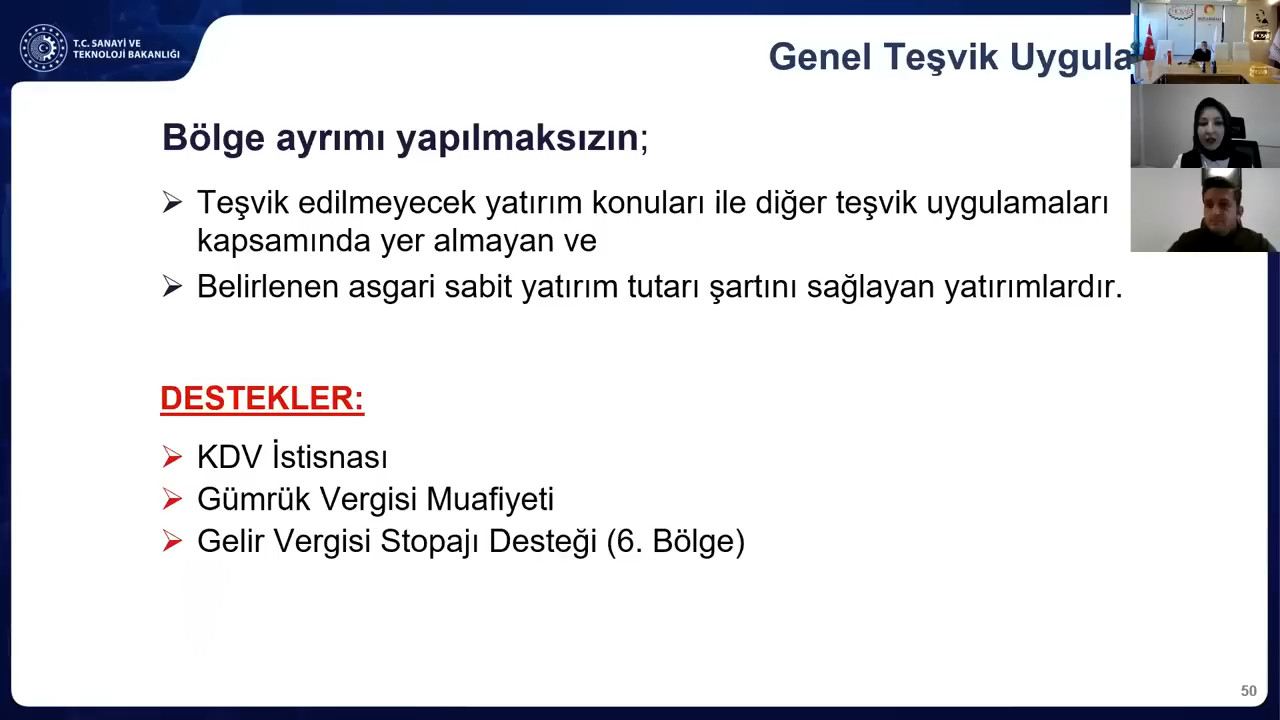 T.C. SANAYİ VE
TEKNOLOJİ BAKANLIĞI
Genel Teşvik Uygula
Bölge ayrımı yapılmaksızın;
Teşvik edilmeyecek yatırım konuları ile diğer teşvik uygulamaları
kapsamında yer almayan ve
Belirlenen asgari sabit yatırım tutarı şartını sağlayan yatırımlardır.
DESTEKLER:
KDV İstisnası
Gümrük Vergisi Muafiyeti
Gelir Vergisi Stopajı Desteği (6. Bölge)
50